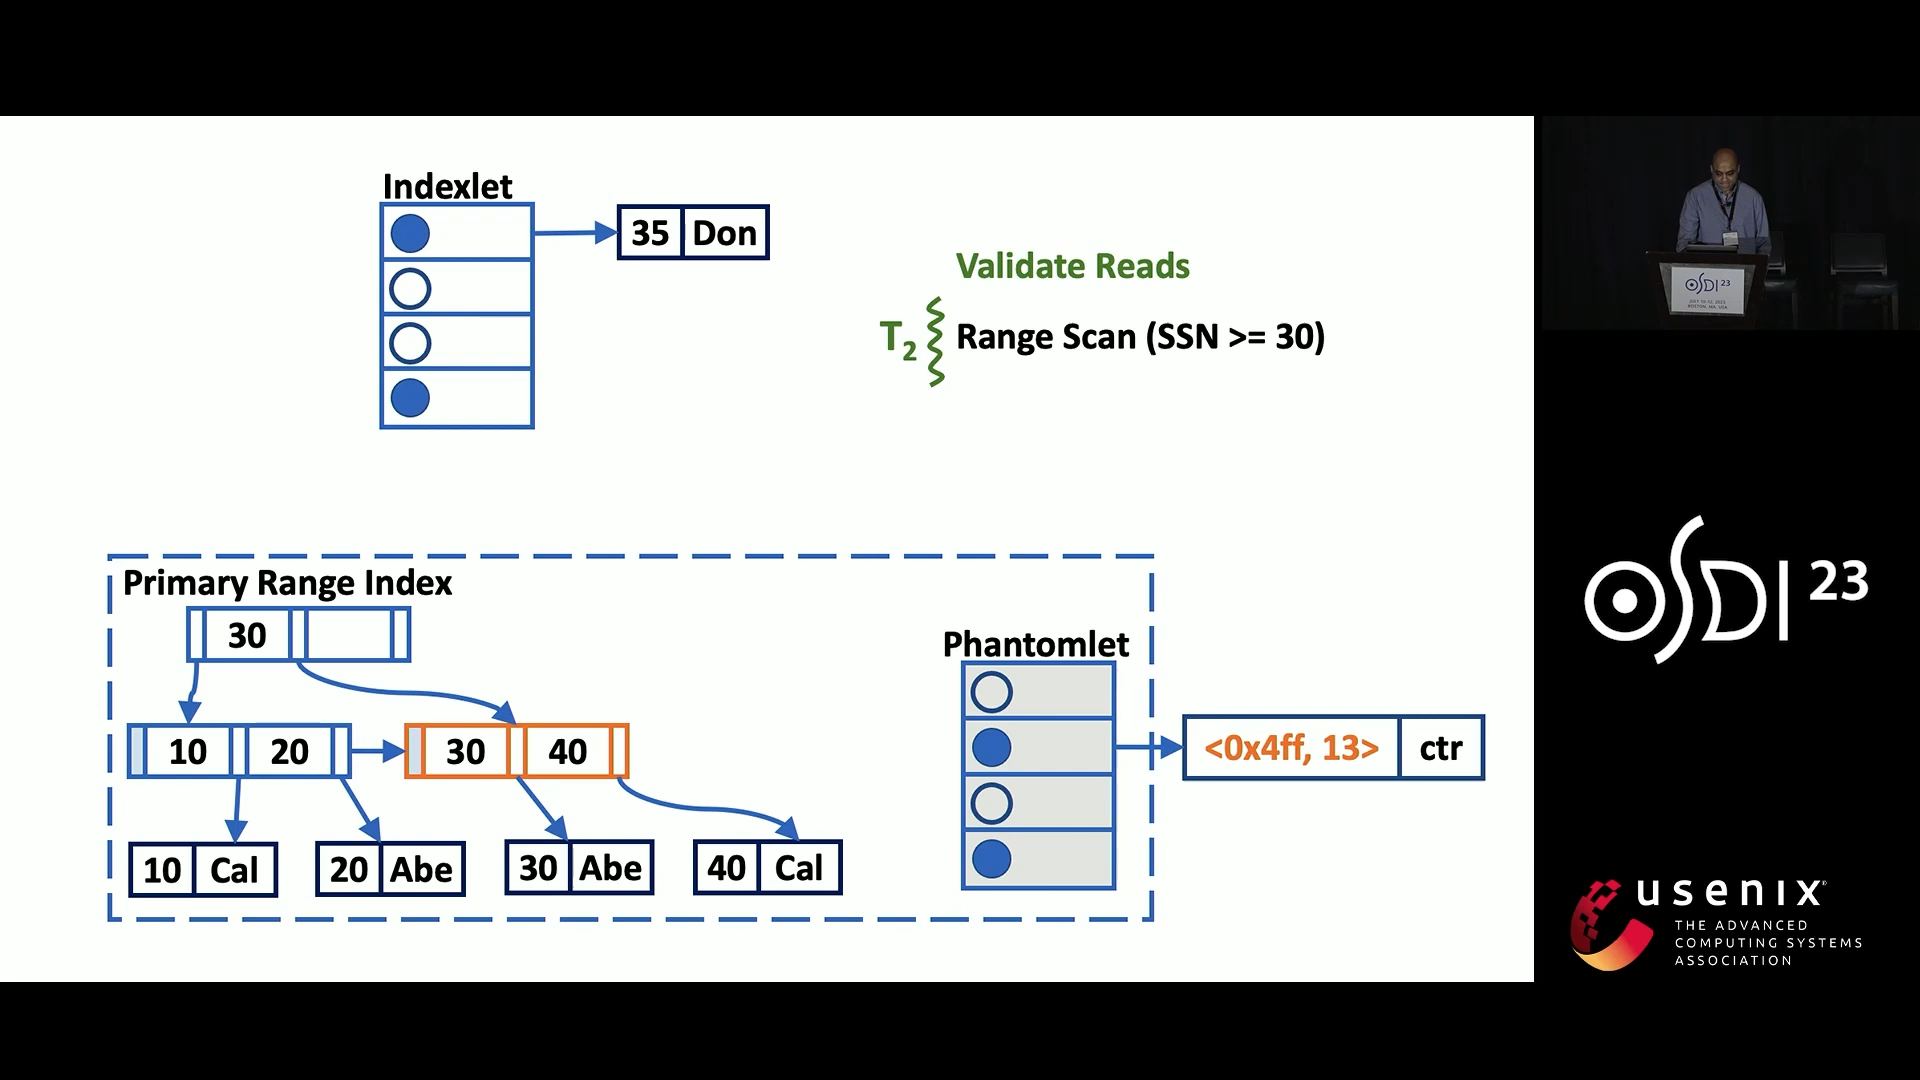 Indexlet
35 Don
Validate Reads
T2 Range Scan (SSN >= 30)
Primary Range Index
30
Phantomlet
10 20 30 40
<0x4ff, 13> ctr
10 Cal 20 Abe 30 Abe 40 Cal
OSDI 23
OSDI 23
usenix
THE ADVANCED
COMPUTING SYSTEMS
ASSOCIATION